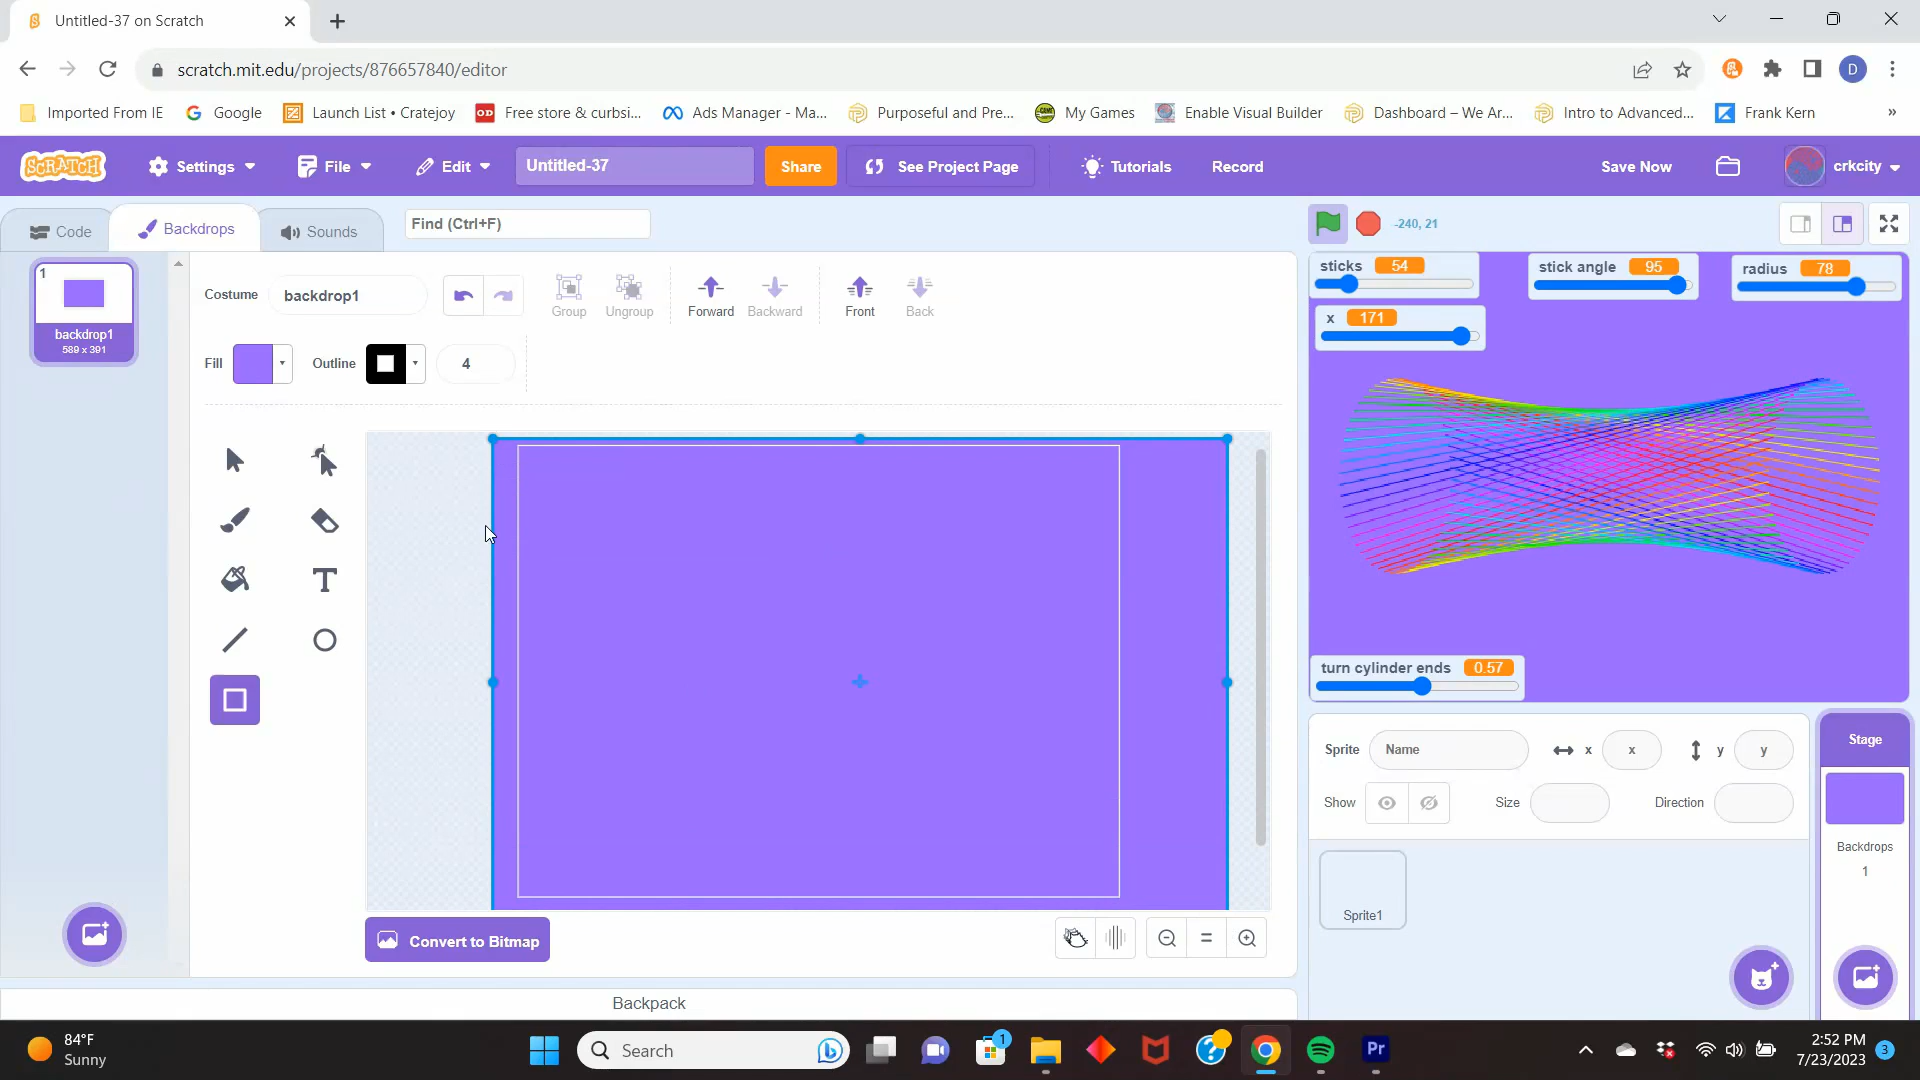 Untitled-37 on Scratch
scratch.mit.edu/projects/876657840/editor
D
Imported From IE
Google
Launch List • Cratejoy
OD Free store & curbsi...
Ads Manager - Ma...
Purposeful and Pre...
My Games
Enable Visual Builder
Dashboard – We Ar...
Intro to Advanced...
Frank Kern
»
SCRATCH
Settings
File
Edit
Untitled-37
Share
See Project Page
Tutorials
Record
Save Now
crkcity
Code
Backdrops
Sounds
Find (Ctrl+F)
-240, 21
1
backdrop1
589 x 391
Costume
backdrop1
Group
Ungroup
Forward
Backward
Front
Back
Fill
Outline
4
T
Convert to Bitmap
Backpack
sticks 54
stick angle 95
radius 78
x 171
turn cylinder ends 0.57
Sprite
Name
x
x
y
y
Show
Size
Direction
Sprite1
Stage
Backdrops
1
84°F
Sunny
Search
1
Pr
2:52 PM
7/23/2023
3